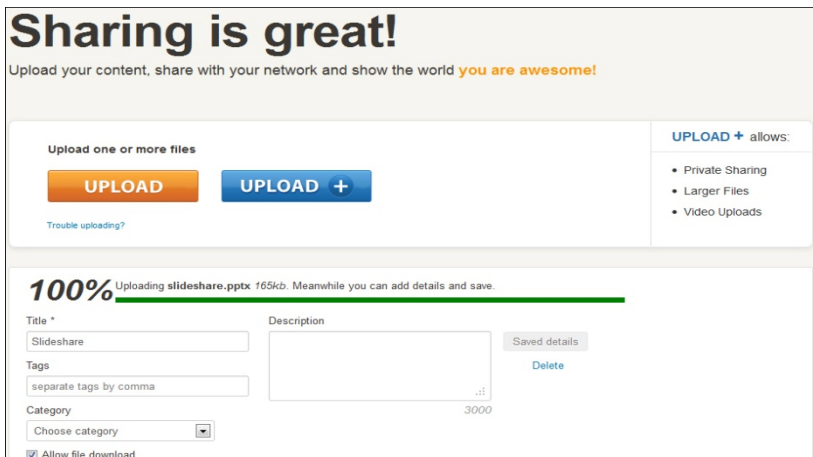 Sharing is great!
Upload your content, share with your network and show the world you are awesome!
Upload one or more files
UPLOAD
UPLOAD +
Trouble uploading?
UPLOAD + allows:
• Private Sharing
• Larger Files
• Video Uploads
100% Uploading slideshare.pptx 165kb. Meanwhile you can add details and save.
Title *
Slideshare
Tags
separate tags by comma
Category
Choose category
Allow file download
Description
3000
Saved details
Delete